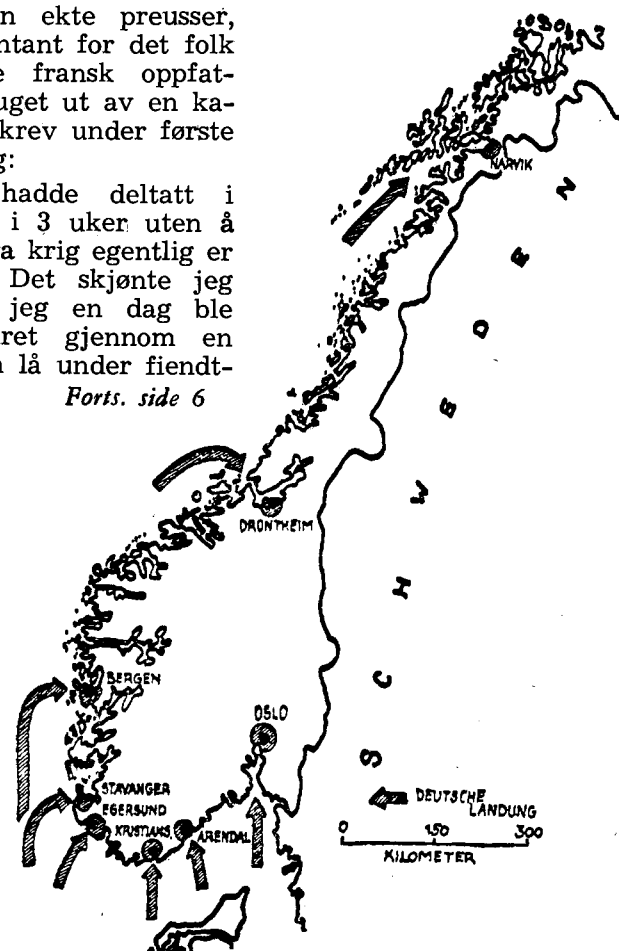 n ekte preusser,
ntant for det folk
e fransk oppfat-
uget ut av en ka-
krev under første
g:
hadde deltatt i
i 3 uker uten å
a krig egentlig er
Det skjønte jeg
jeg en dag ble
ret gjennom en
n lå under fiendt-
Forts. side 6
NARVIK
SCHWEDEN
DRONTHEIM
BERGEN
OSLO
STAVANGER
EGERSUND
KRISTIANS.
ARENDAL
DEUTSCHE
LANDUNG
0 150 300
KILOMETER